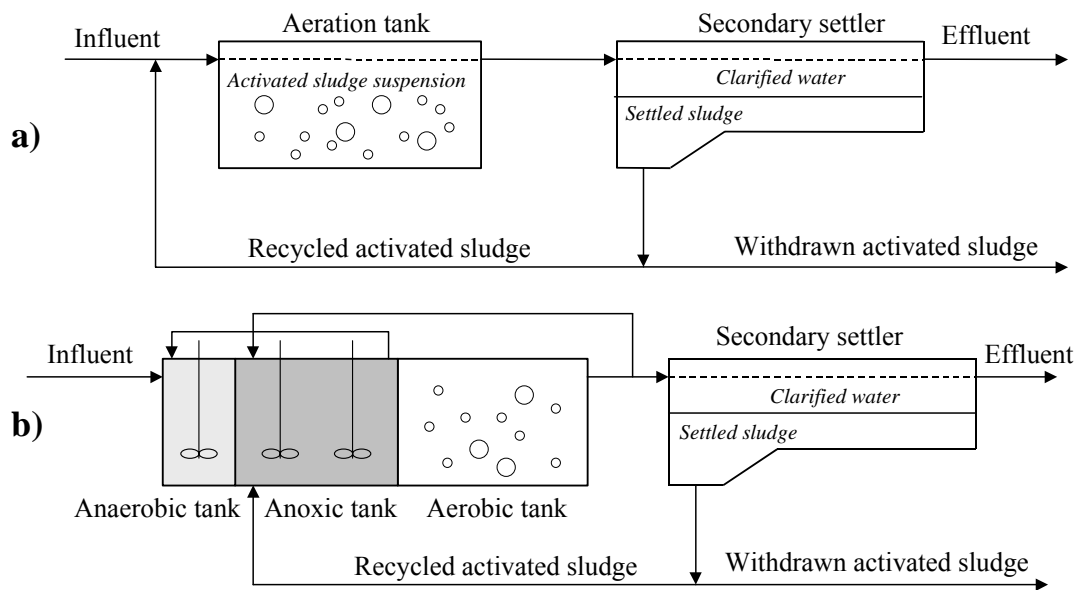 Influent
Aeration tank
Secondary settler
Effluent
Activated sludge suspension
Clarified water
Settled sludge
a)
Recycled activated sludge
Withdrawn activated sludge
Influent
Secondary settler
Effluent
Clarified water
b)
Settled sludge
Anaerobic tank
Anoxic tank
Aerobic tank
Recycled activated sludge
Withdrawn activated sludge